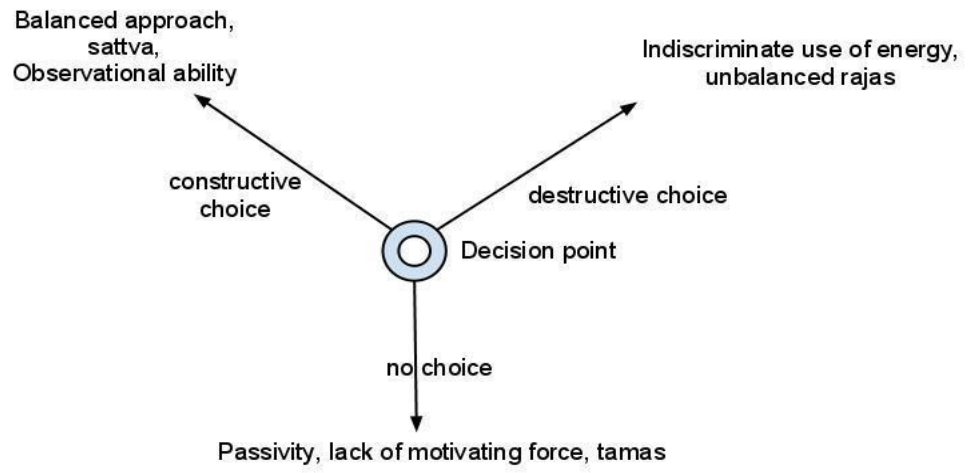 Balanced approach,
sattva,
Observational ability
Indiscriminate use of energy,
unbalanced rajas
constructive
choice
destructive choice
Decision point
no choice
Passivity, lack of motivating force, tamas